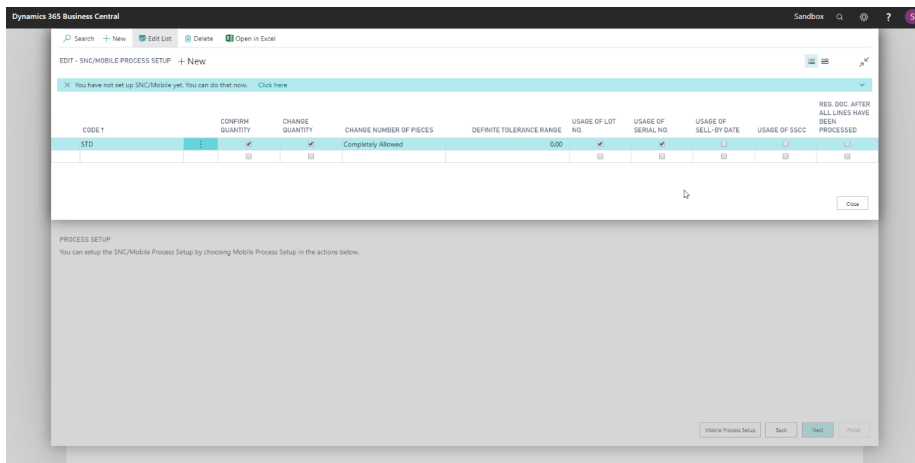 Dynamics 365 Business Central
Sandbox ? S
Search + New Edit List Delete Open in Excel
EDIT - SNC/MOBILE PROCESS SETUP + New
You have not set up SNC/Mobile yet. You can do that now. Click here
CODE ↑
CONFIRM
QUANTITY
CHANGE
QUANTITY
CHANGE NUMBER OF PIECES
DEFINITE TOLERANCE RANGE
USAGE OF LOT
NO.
USAGE OF
SERIAL NO.
USAGE OF
SELL-BY DATE
USAGE OF SSCC
REG. DOC. AFTER
ALL LINES HAVE
BEEN
PROCESSED
STD Completely Allowed 0.00
Close
PROCESS SETUP
You can setup the SNC/Mobile Process Setup by choosing Mobile Process Setup in the actions below.
Mobile Process Setup Back Next Finish